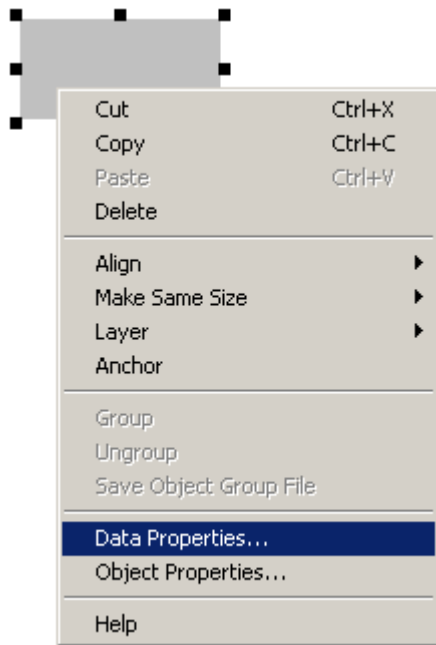 Cut Ctrl+X
Copy Ctrl+C
Paste Ctrl+V
Delete
Align
Make Same Size
Layer
Anchor
Group
Ungroup
Save Object Group File
Data Properties...
Object Properties...
Help